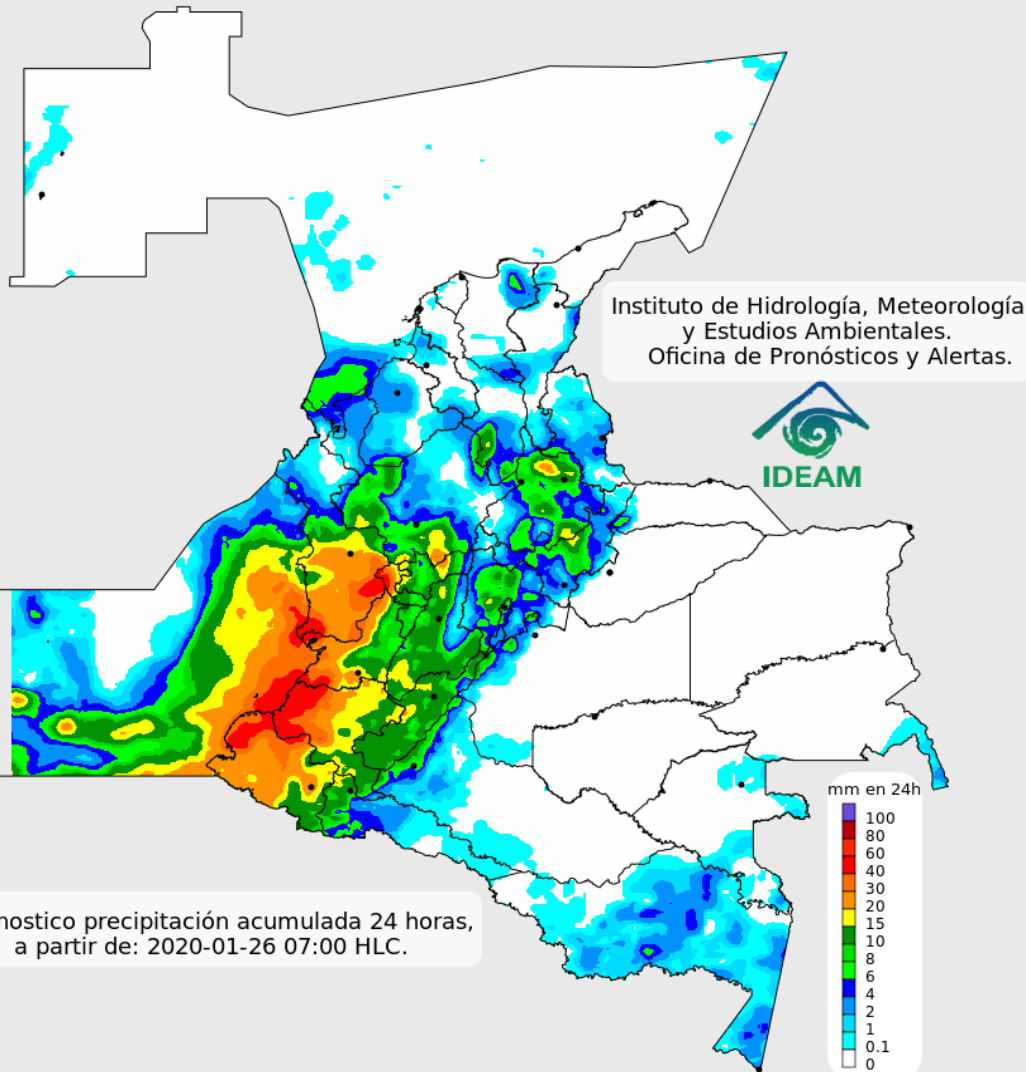 Instituto de Hidrología, Meteorología
y Estudios Ambientales.
Oficina de Pronósticos y Alertas.
IDEAM
mm en 24h
100
80
60
40
30
20
15
10
8
6
4
2
1
0.1
0
nostico precipitación acumulada 24 horas,
a partir de: 2020-01-26 07:00 HLC.